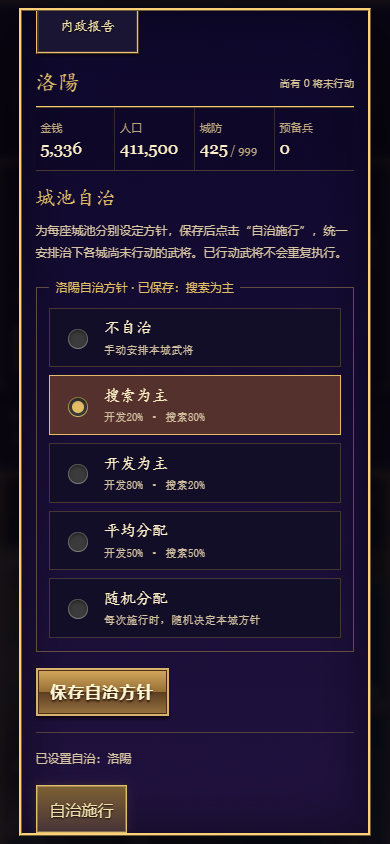 内政报告
洛陽
尚有 0 将未行动
金钱 人口 城防 预备兵
5,336 411,500 425 / 999 0
城池自治
为每座城池分别设定方针，保存后点击“自治施行”，统一
安排治下各城尚未行动的武将。已行动武将不会重复执行。
洛陽自治方针 · 已保存：搜索为主
不自治
手动安排本城武将
搜索为主
开发20% · 搜索80%
开发为主
开发80% · 搜索20%
平均分配
开发50% · 搜索50%
随机分配
每次施行时，随机决定本城方针
保存自治方针
已设置自治：洛陽
自治施行